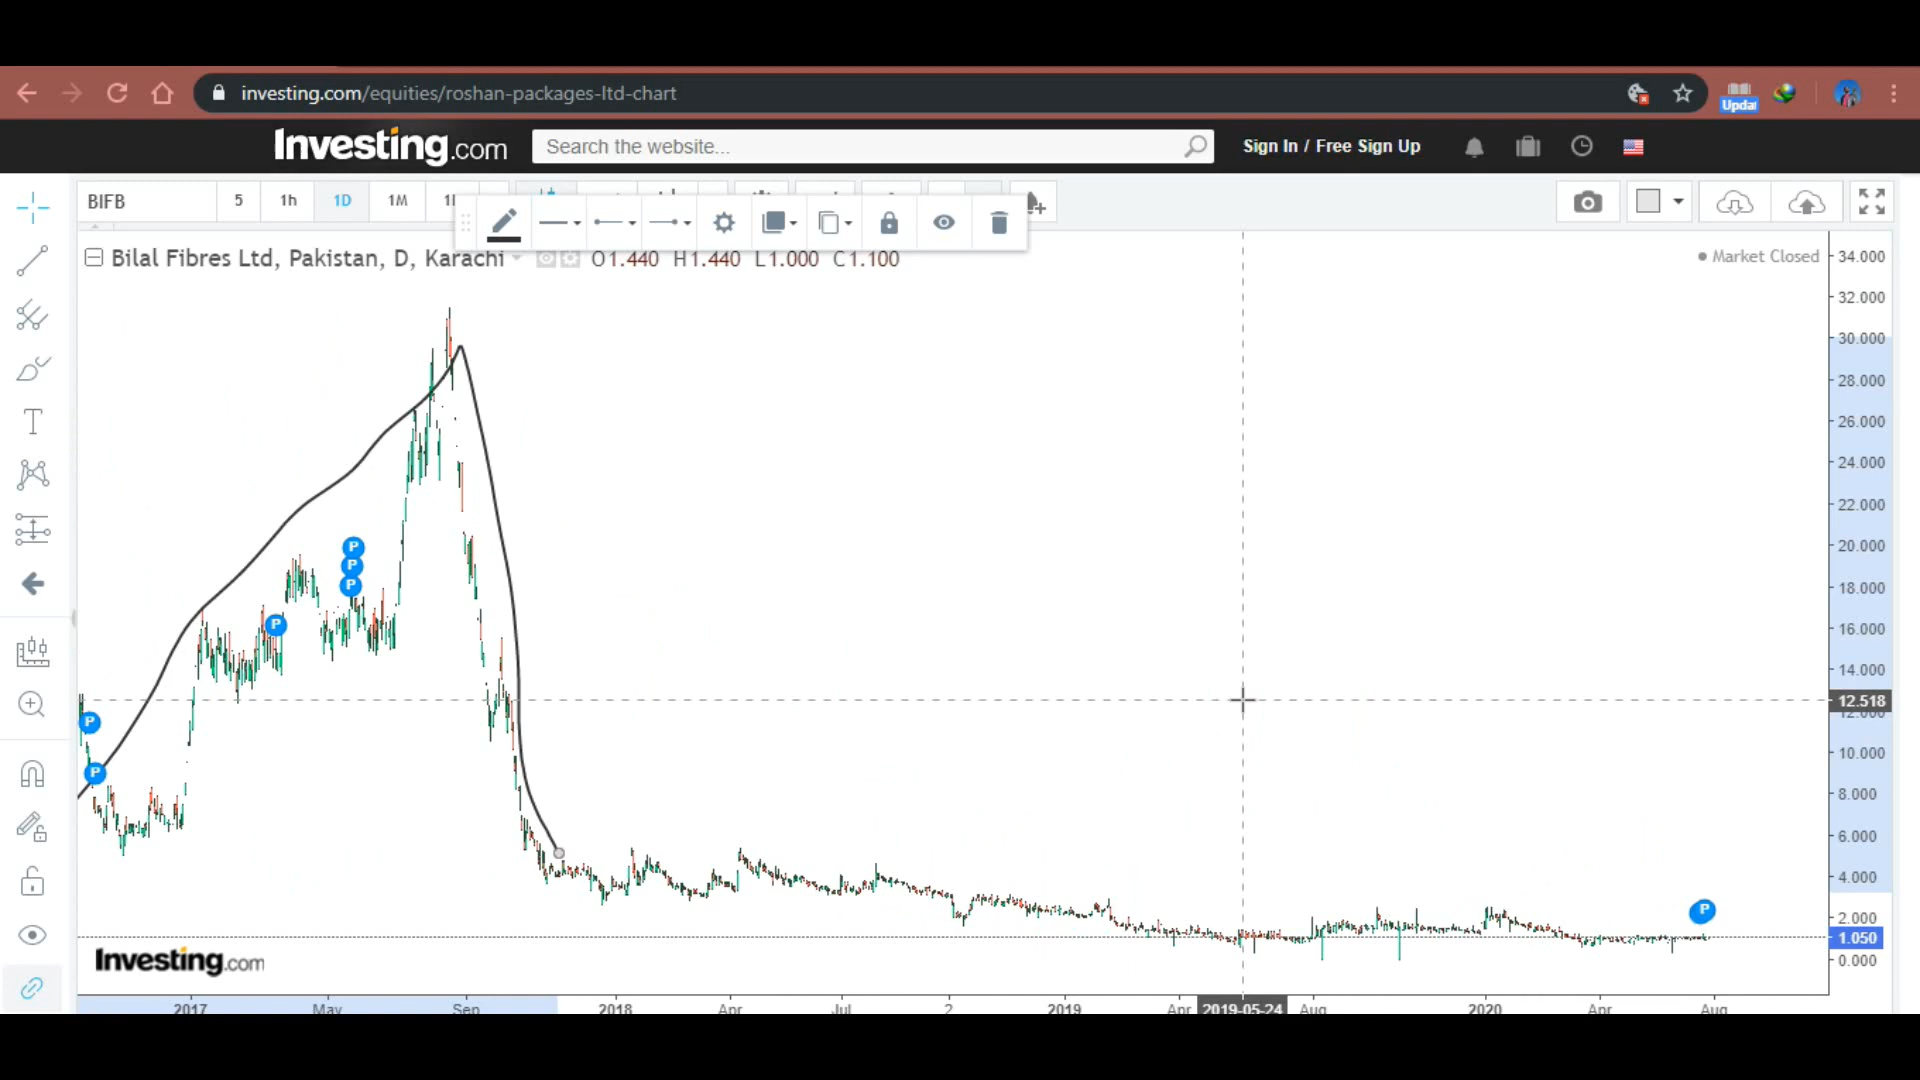 investing.com/equities/roshan-packages-ltd-chart
Updat
Investing.com
Search the website...
Sign In / Free Sign Up
BIFB
5
1h
1D
1M
Bilal Fibres Ltd, Pakistan, D, Karachi
O1.440 H1.440 L1.000 C1.100
Market Closed
34.000
32.000
30.000
28.000
26.000
24.000
22.000
20.000
18.000
16.000
14.000
12.518
12.000
10.000
8.000
6.000
4.000
2.000
1.050
0.000
P
P
P
P
P
P
P
T
Investing.com
2017 May Sep 2018 Apr Jul 2 2019 Apr 2019-05-24 Aug 2020 Apr Aug